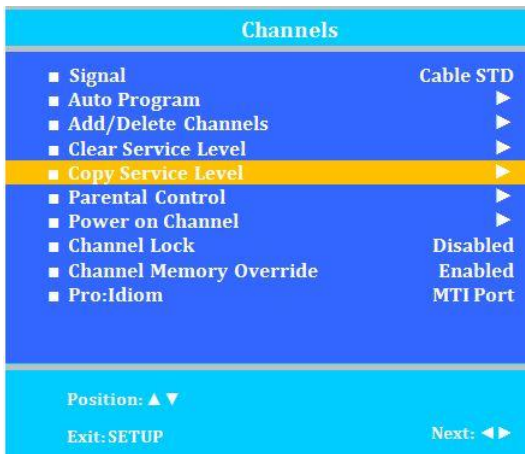 Channels
■ Signal Cable STD
■ Auto Program ▶
■ Add/Delete Channels ▶
■ Clear Service Level ▶
■ Copy Service Level ▶
■ Parental Control ▶
■ Power on Channel ▶
■ Channel Lock Disabled
■ Channel Memory Override Enabled
■ Pro:Idiom MTI Port
Position: ▲ ▼
Exit: SETUP Next: ◀▶